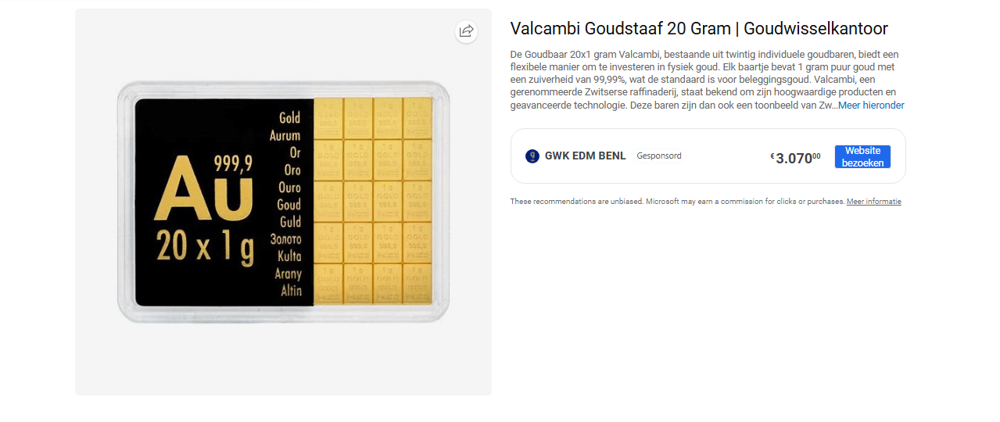 Valcambi Goudstaaf 20 Gram | Goudwisselkantoor
De Goudbaar 20x1 gram Valcambi, bestaande uit twintig individuele goudbaren, biedt een
flexibele manier om te investeren in fysiek goud. Elk baartje bevat 1 gram puur goud met
een zuiverheid van 99,99%, wat de standaard is voor beleggingsgoud. Valcambi, een
gerenommeerde Zwitserse raffinaderij, staat bekend om zijn hoogwaardige producten en
geavanceerde technologie. Deze baren zijn dan ook een toonbeeld van Zw...Meer hieronder
GWK EDM BENL Gesponsord € 3.070 00 Website bezoeken
These recommendations are unbiased. Microsoft may earn a commission for clicks or purchases. Meer informatie
999,9
Au
20 x 1 g
Gold
Aurum
Or
Oro
Ouro
Goud
Guld
Золото
Kulta
Arany
Altin